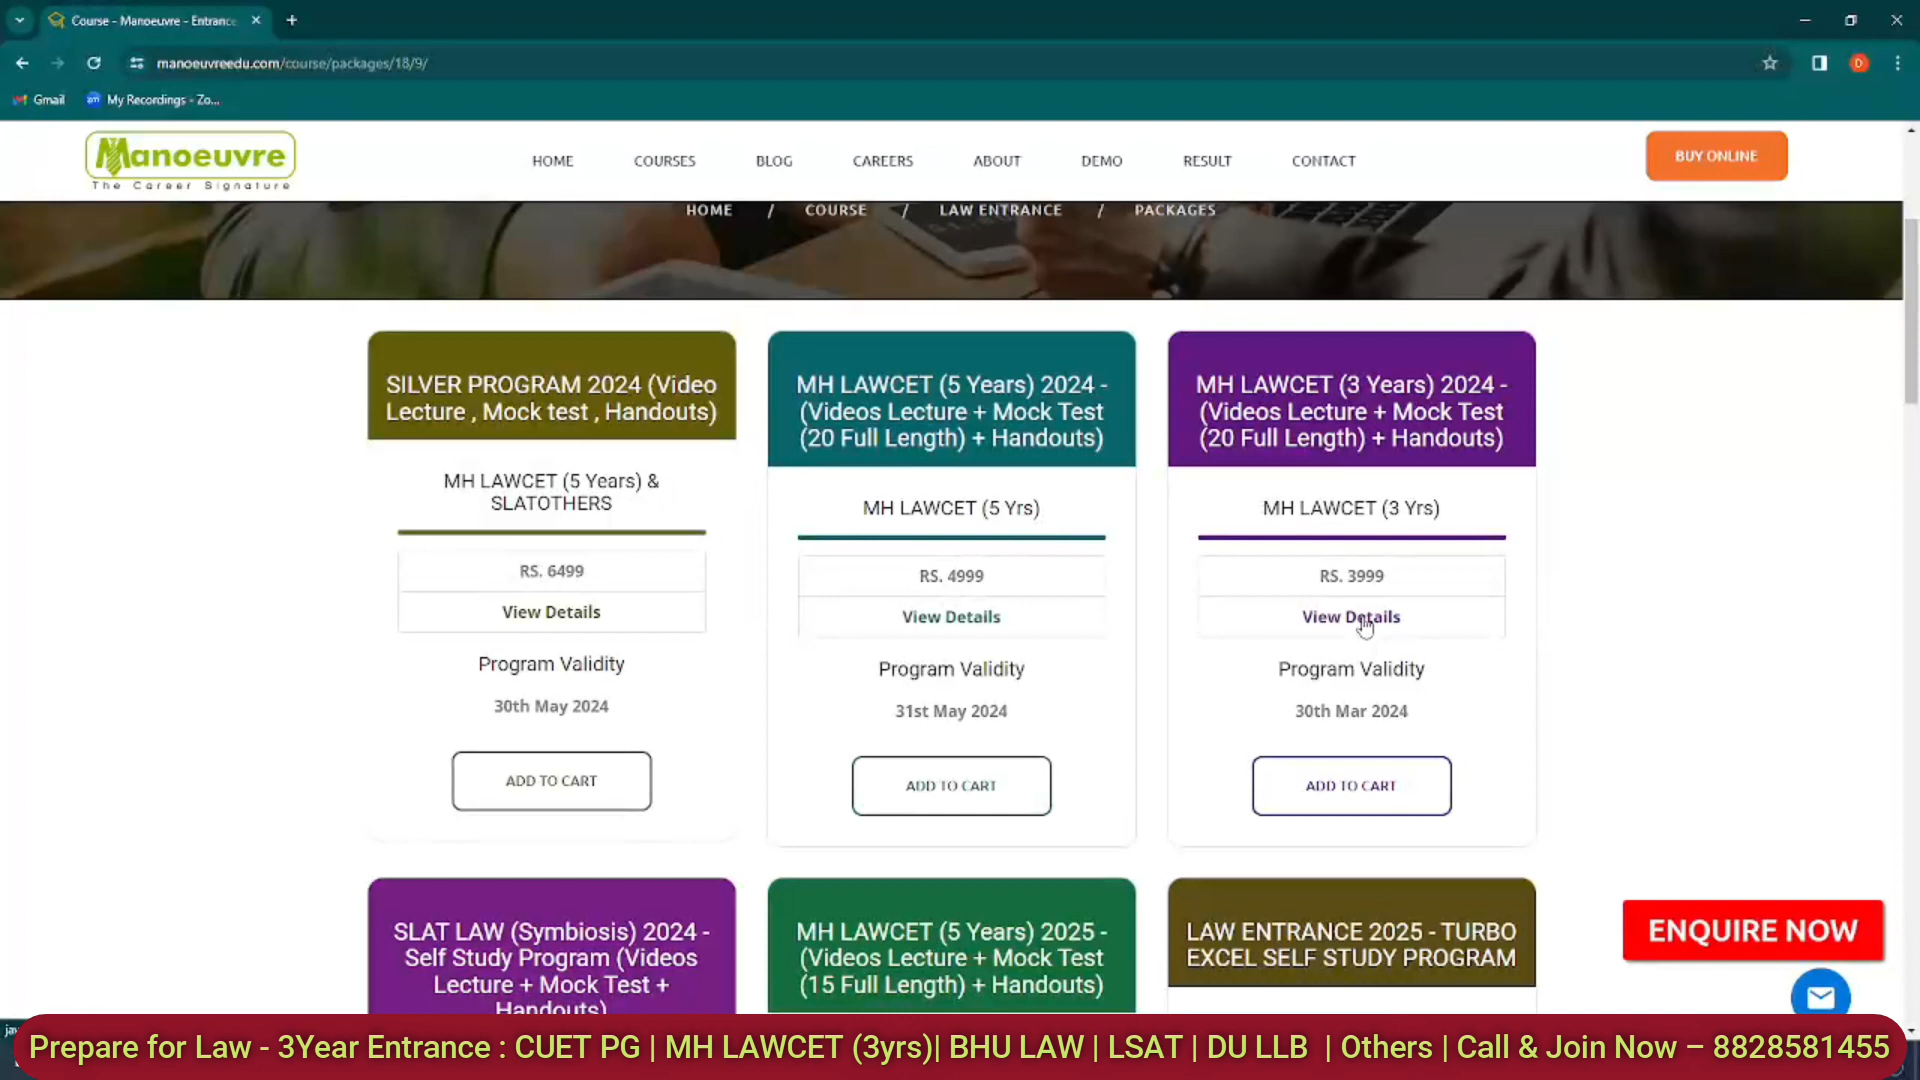 Course - Manoeuvre - Entranc
manoeuvreedu.com/course/packages/18/9/
D
Gmail
My Recordings - Zo...
Manoeuvre
The Career Signature
HOME
COURSES
BLOG
CAREERS
ABOUT
DEMO
RESULT
CONTACT
BUY ONLINE
HOME / COURSE / LAW ENTRANCE / PACKAGES
SILVER PROGRAM 2024 (Video
Lecture , Mock test , Handouts)
MH LAWCET (5 Years) &
SLATOTHERS
RS. 6499
View Details
Program Validity
30th May 2024
ADD TO CART
MH LAWCET (5 Years) 2024 -
(Videos Lecture + Mock Test
(20 Full Length) + Handouts)
MH LAWCET (5 Yrs)
RS. 4999
View Details
Program Validity
31st May 2024
ADD TO CART
MH LAWCET (3 Years) 2024 -
(Videos Lecture + Mock Test
(20 Full Length) + Handouts)
MH LAWCET (3 Yrs)
RS. 3999
View Details
Program Validity
30th Mar 2024
ADD TO CART
SLAT LAW (Symbiosis) 2024 -
Self Study Program (Videos
Lecture + Mock Test +
Handouts)
MH LAWCET (5 Years) 2025 -
(Videos Lecture + Mock Test
(15 Full Length) + Handouts)
LAW ENTRANCE 2025 - TURBO
EXCEL SELF STUDY PROGRAM
ENQUIRE NOW
Prepare for Law - 3Year Entrance : CUET PG | MH LAWCET (3yrs)| BHU LAW | LSAT | DU LLB | Others | Call & Join Now – 8828581455